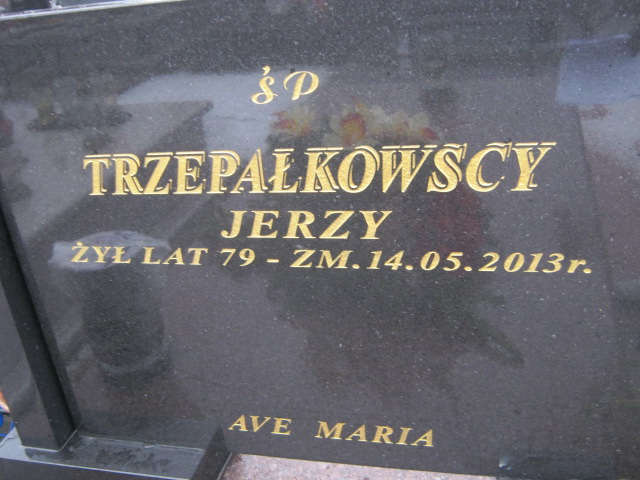 ŚP
TRZEPAŁKOWSCY
JERZY
ŻYŁ LAT 79 - ZM. 14.05.2013r.
AVE MARIA